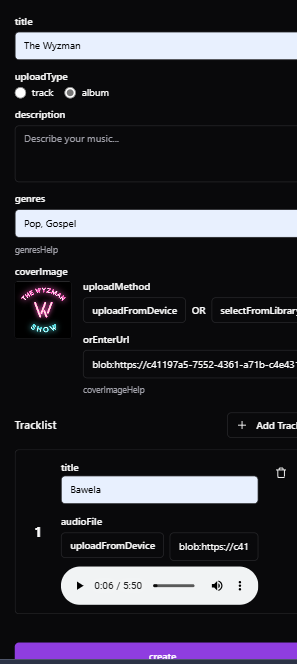 title
The Wyzman
uploadType
track album
description
Describe your music...
genres
Pop, Gospel
genresHelp
coverImage
THE WYZMAN
W
SHOW
uploadMethod
uploadFromDevice OR selectFromLibrary
orEnterUrl
blob:https://c41197a5-7552-4361-a71b-c4e431
coverImageHelp
Tracklist
+ Add Trac
title
Bawela
1
audioFile
uploadFromDevice blob:https://c41
0:06 / 5:50
create